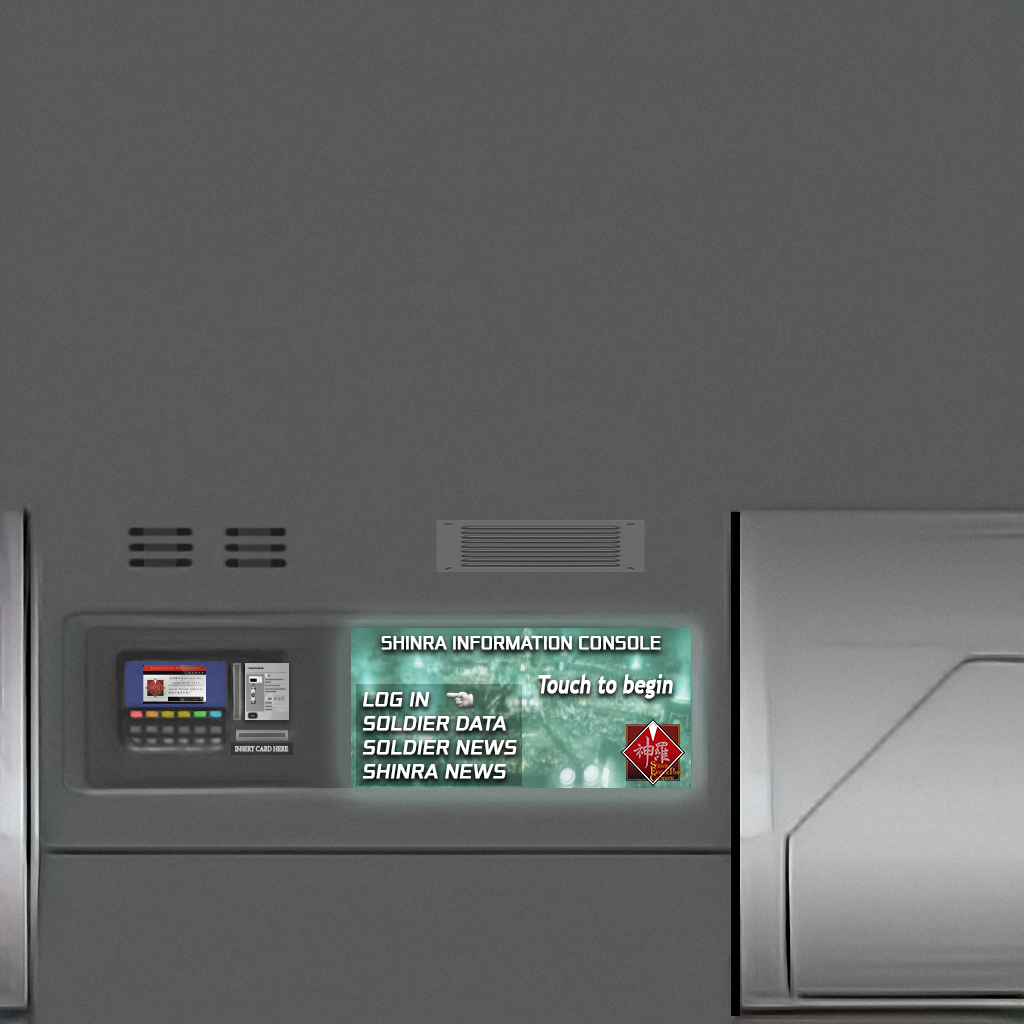 SHINRA INFORMATION CONSOLE
Touch to begin
LOG IN
SOLDIER DATA
SOLDIER NEWS
SHINRA NEWS
神羅
INSERT CARD HERE